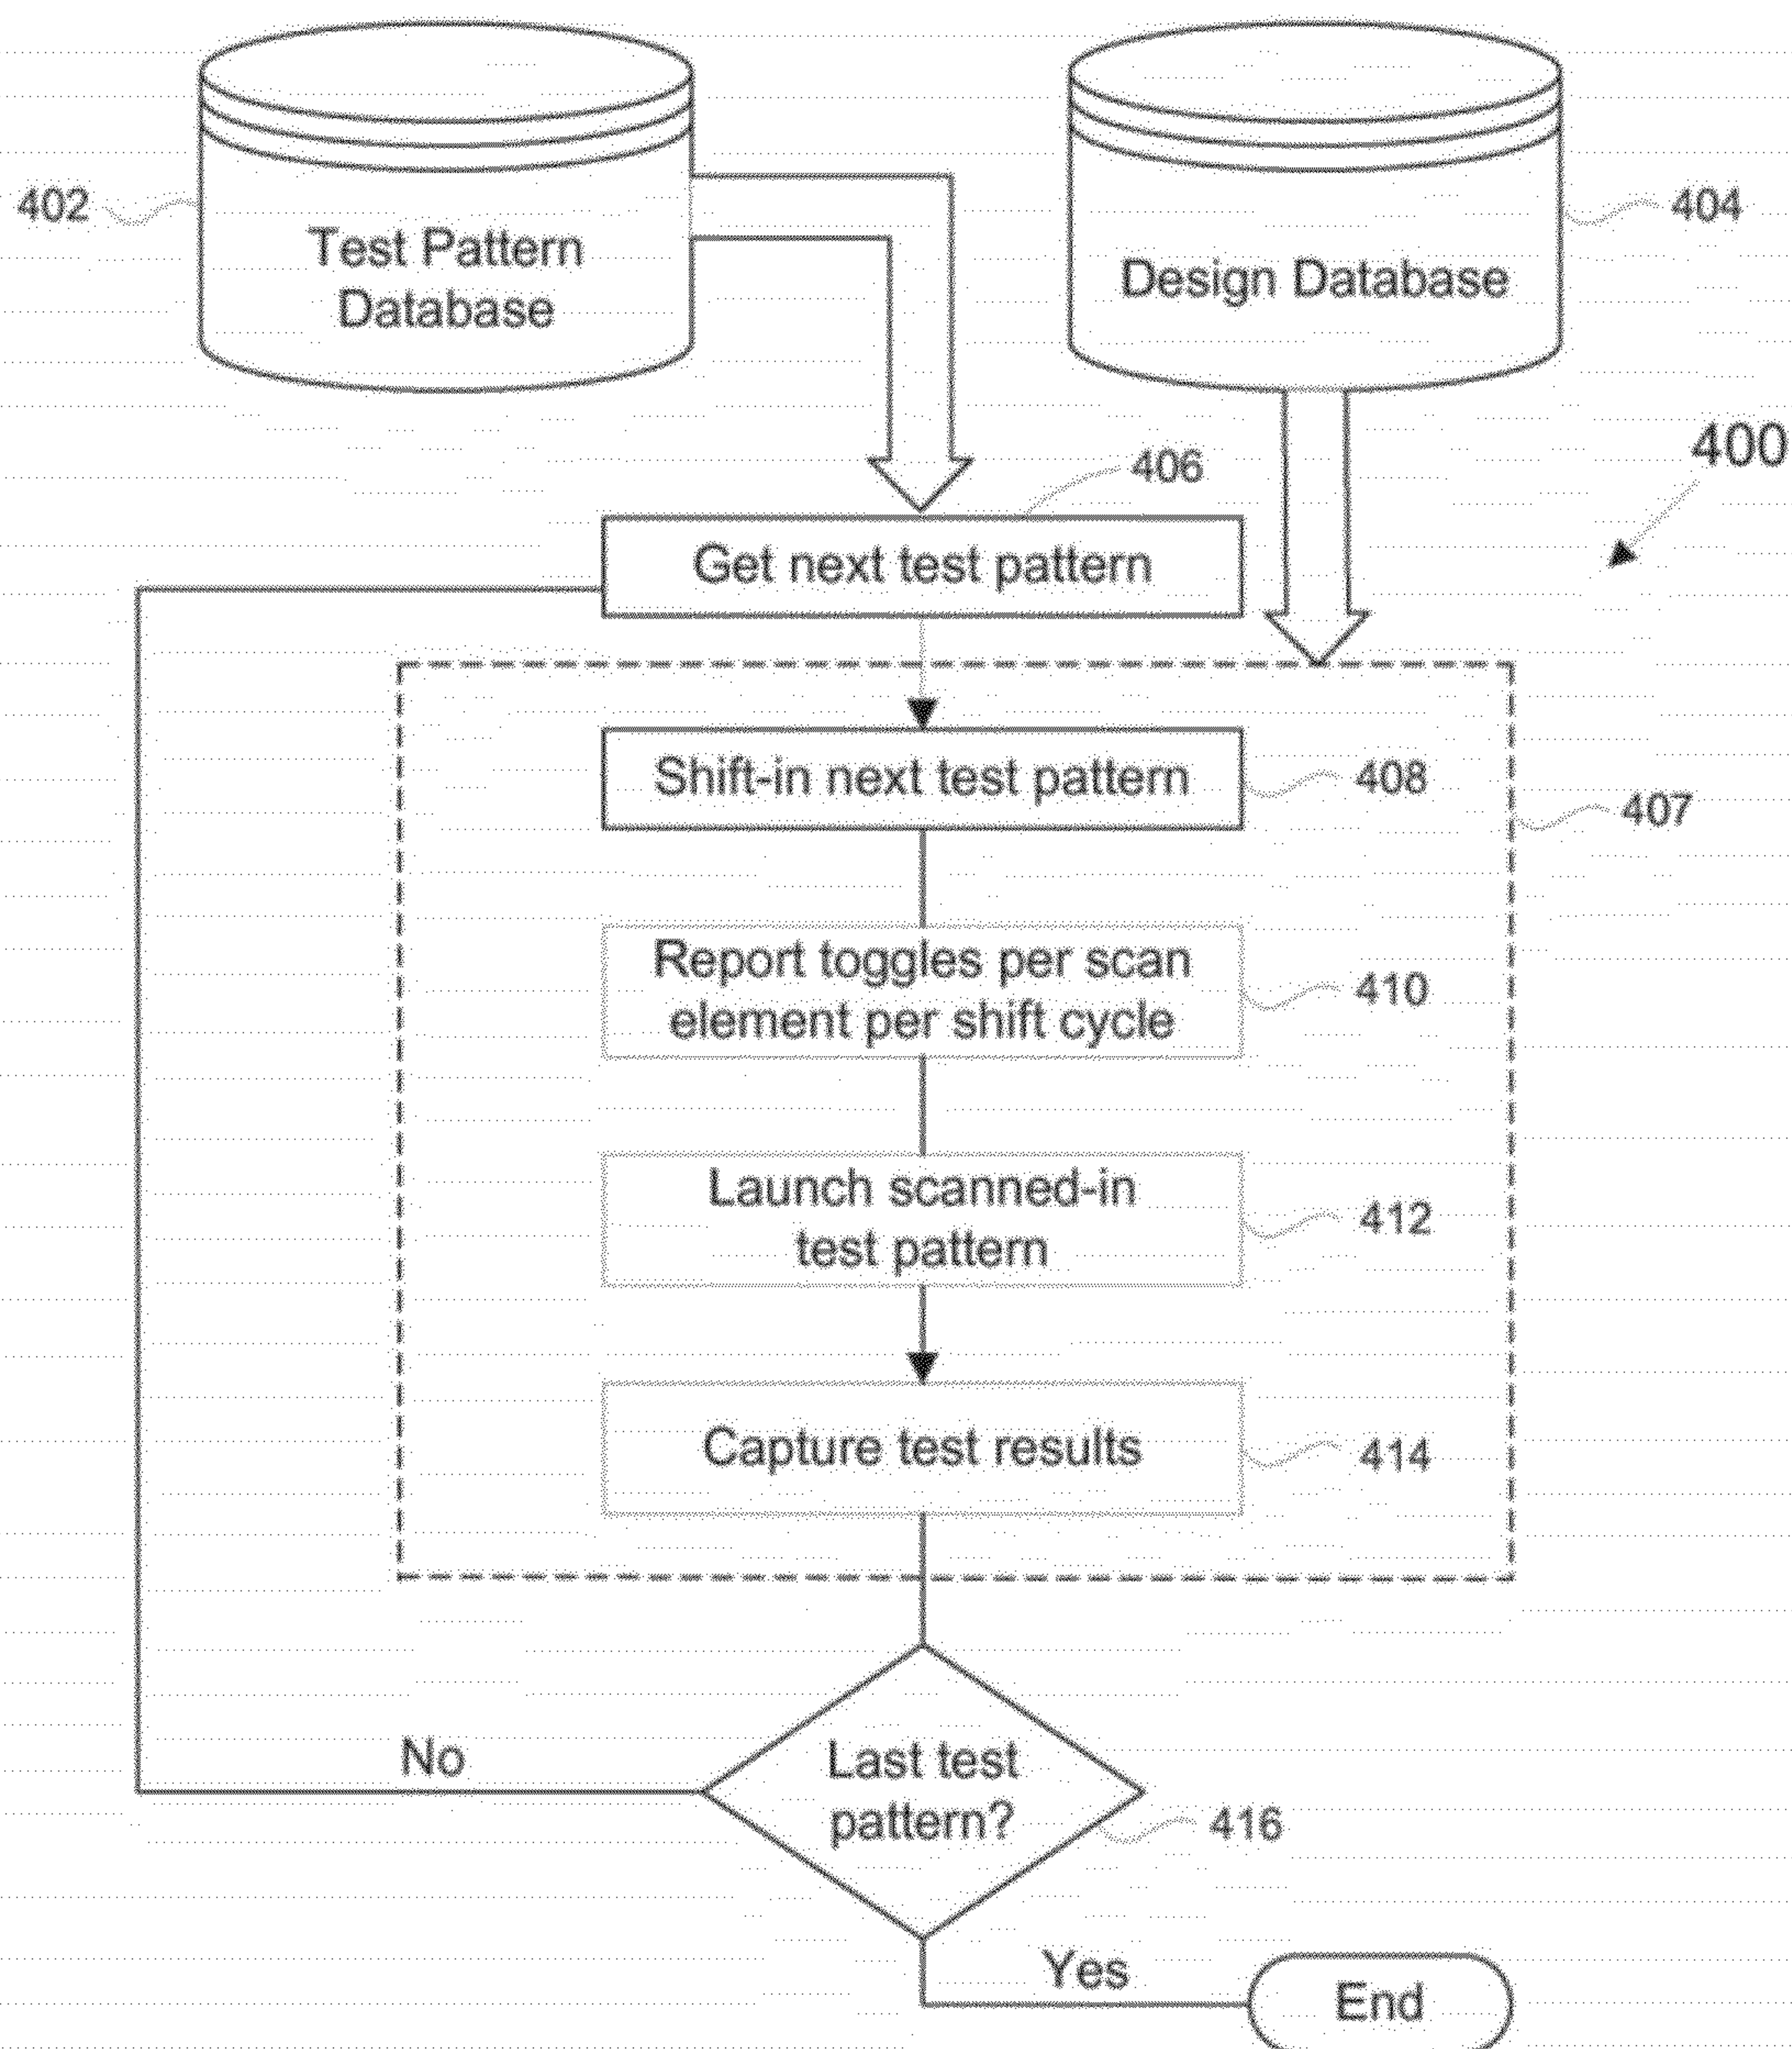 402
Test Pattern
Database
Design Database
404
400
406
Get next test pattern
Shift-in next test pattern
408
407
Report toggles per scan
element per shift cycle
410
Launch scanned-in
test pattern
412
Capture test results
414
No
Last test
pattern?
416
Yes
End